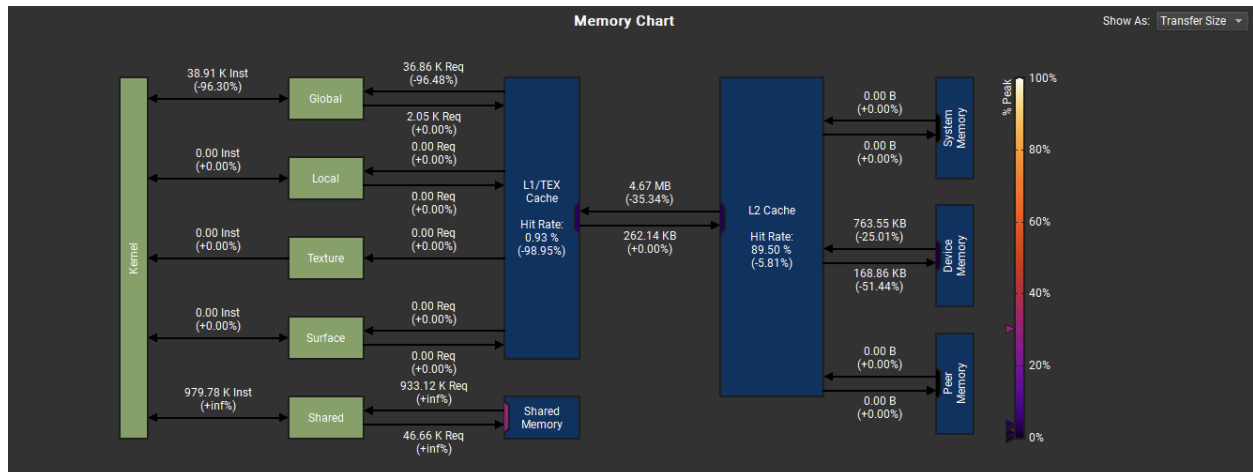 Memory Chart
Show As: Transfer Size
Kernel
38.91 K Inst
(-96.30%)
Global
36.86 K Req
(-96.48%)
2.05 K Req
(+0.00%)
0.00 Inst
(+0.00%)
Local
0.00 Req
(+0.00%)
0.00 Req
(+0.00%)
0.00 Inst
(+0.00%)
Texture
0.00 Req
(+0.00%)
0.00 Inst
(+0.00%)
Surface
0.00 Req
(+0.00%)
0.00 Req
(+0.00%)
979.78 K Inst
(+inf%)
Shared
933.12 K Req
(+inf%)
46.66 K Req
(+inf%)
L1/TEX
Cache
Hit Rate:
0.93 %
(-98.95%)
Shared
Memory
4.67 MB
(-35.34%)
262.14 KB
(+0.00%)
L2 Cache
Hit Rate:
89.50 %
(-5.81%)
0.00 B
(+0.00%)
0.00 B
(+0.00%)
System
Memory
763.55 KB
(-25.01%)
168.86 KB
(-51.44%)
Device
Memory
0.00 B
(+0.00%)
0.00 B
(+0.00%)
Peer
Memory
% Peak
100%
80%
60%
40%
20%
0%